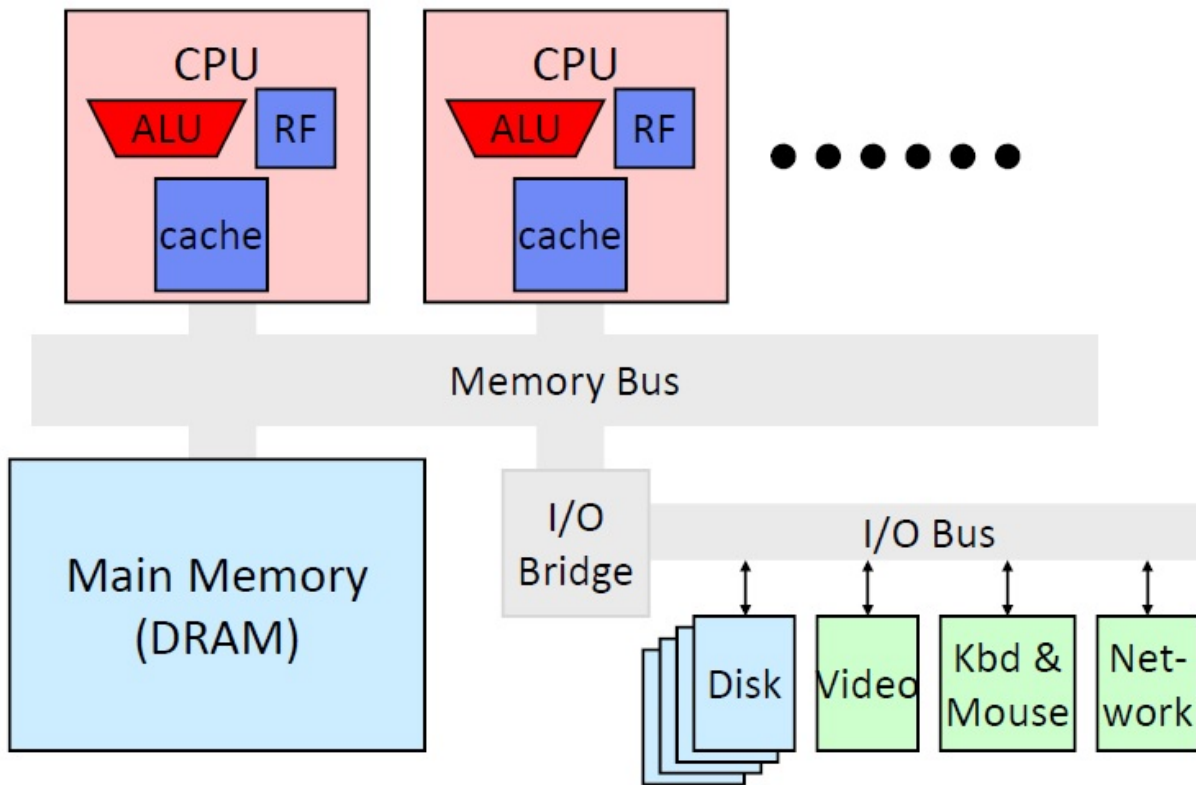 CPU
ALU
RF
cache
CPU
ALU
RF
cache
Memory Bus
Main Memory
(DRAM)
I/O
Bridge
I/O Bus
Disk
Video
Kbd &
Mouse
Net-
work